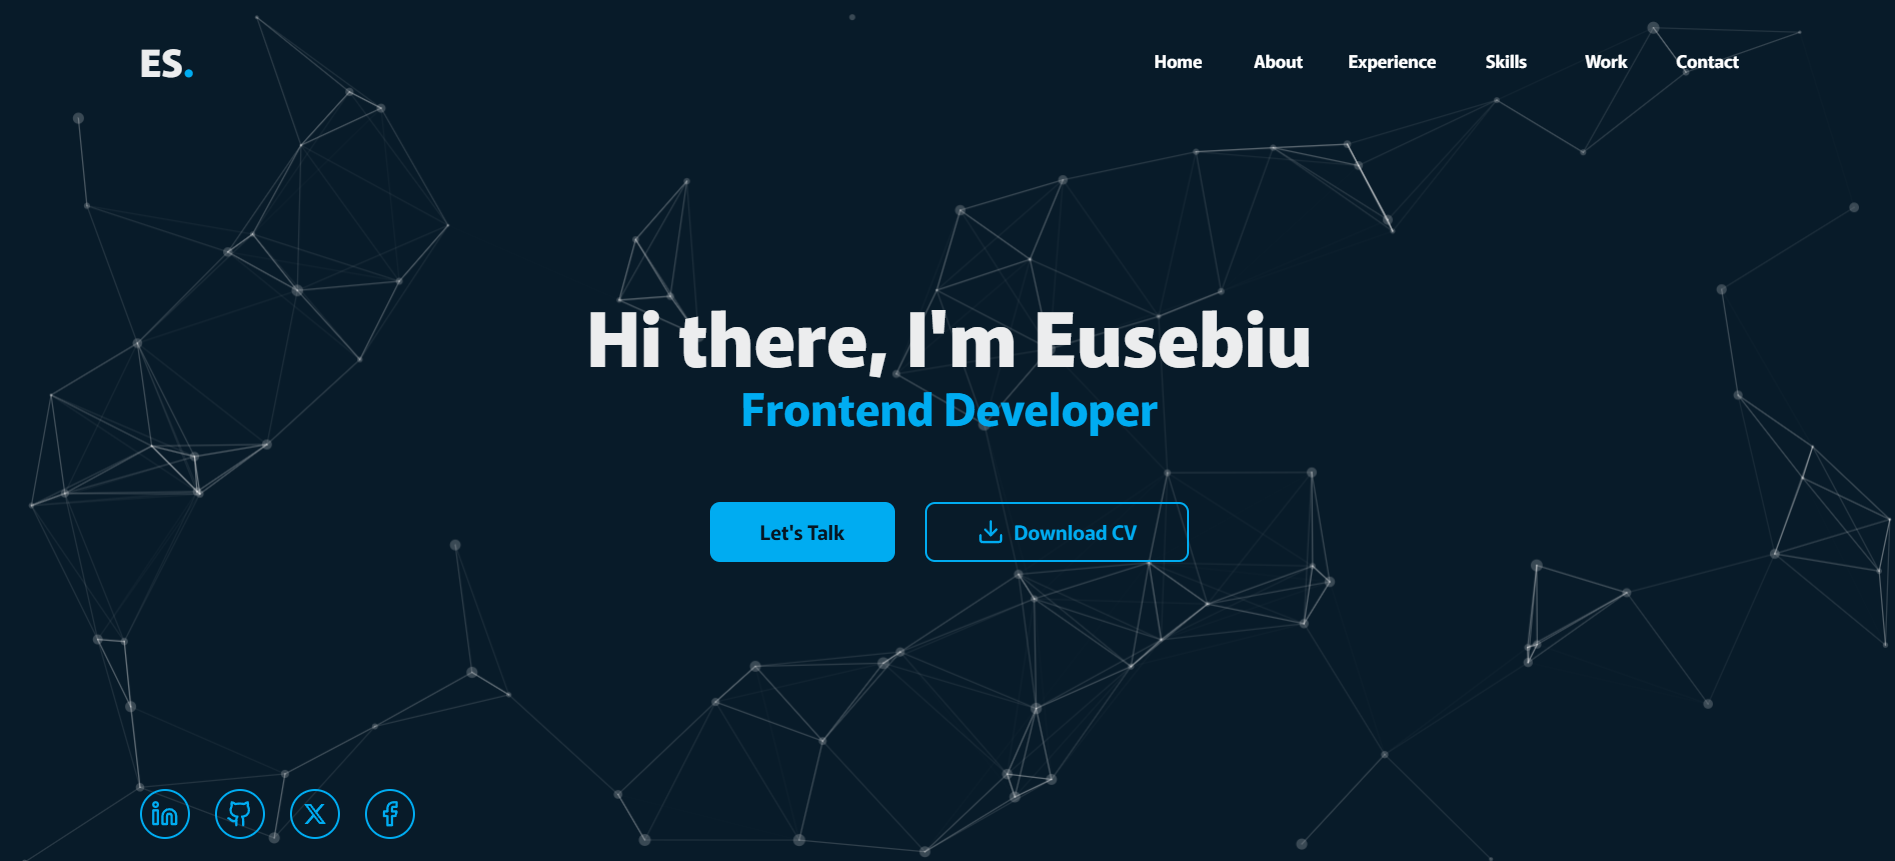 ES.
Home About Experience Skills Work Contact
Hi there, I'm Eusebiu
Frontend Developer
Let's Talk
Download CV